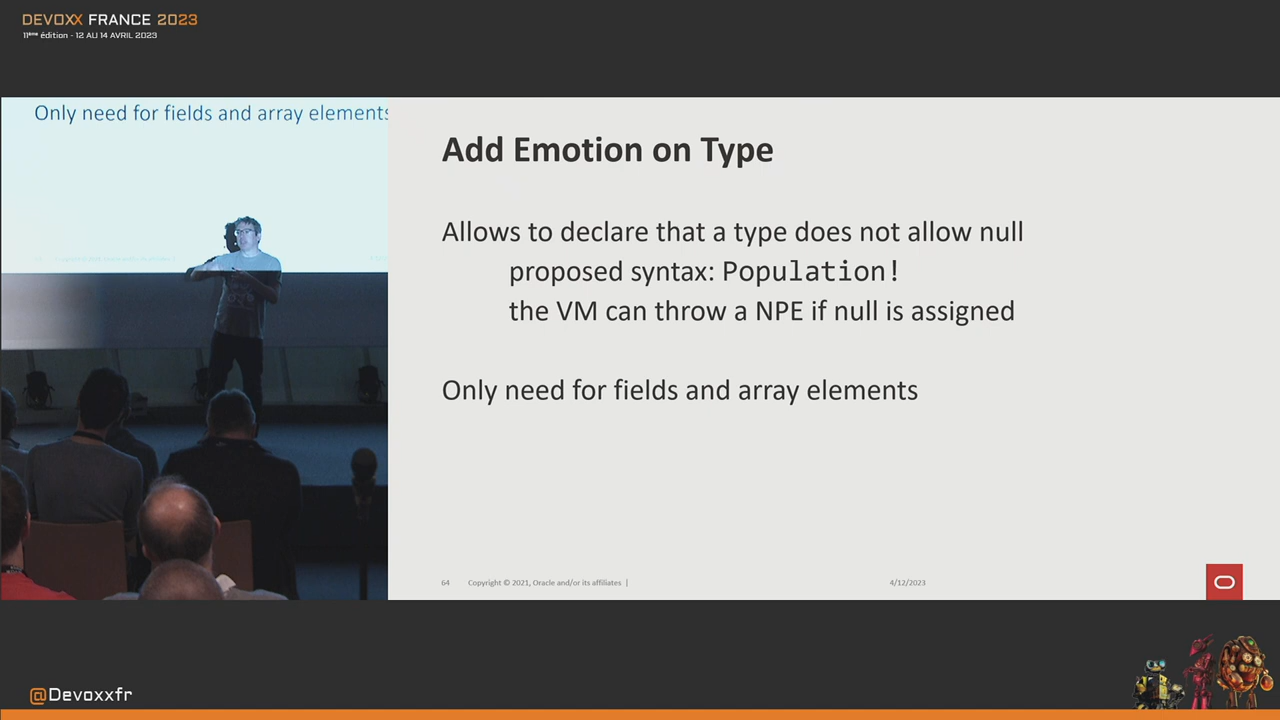 DEVOXX FRANCE 2023
11ème édition - 12 AU 14 AVRIL 2023
Only need for fields and array elements
Add Emotion on Type
Allows to declare that a type does not allow null
proposed syntax: Population!
the VM can throw a NPE if null is assigned
Only need for fields and array elements
64 Copyright © 2021, Oracle and/or its affiliates |
4/12/2023
@Devoxxfr